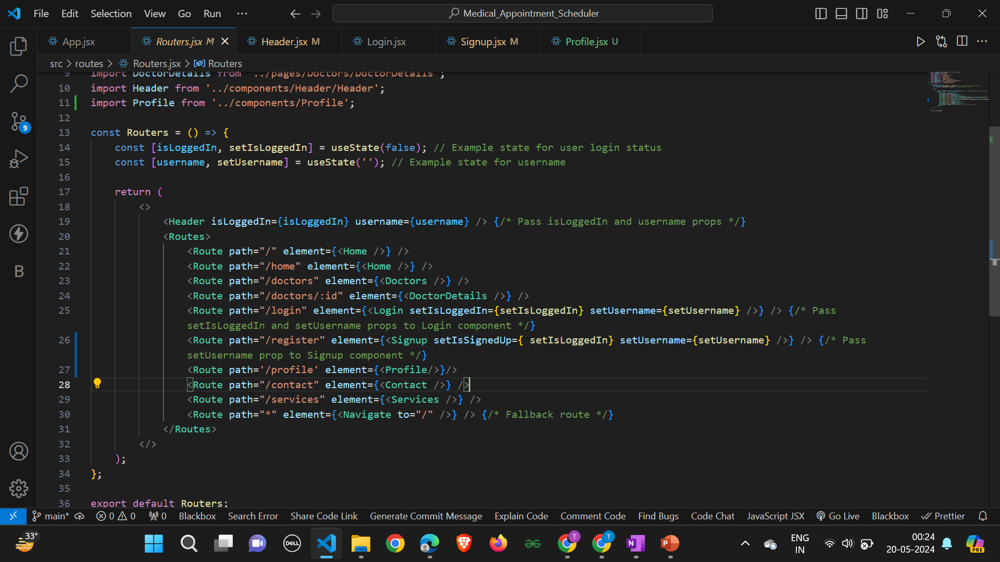 File Edit Selection View Go Run ··· Medical_Appointment_Scheduler
App.jsx Routers.jsx M Header.jsx M Login.jsx Signup.jsx M Profile.jsx U
src > routes > Routers.jsx > Routers
9 import DoctorDetails from '../pages/Doctors/DoctorDetails';
10 import Header from '../components/Header/Header';
11 import Profile from '../components/Profile';
12
13 const Routers = () => {
14 const [isLoggedIn, setIsLoggedIn] = useState(false); // Example state for user login status
15 const [username, setUsername] = useState(''); // Example state for username
16
17 return (
18 <>
19 <Header isLoggedIn={isLoggedIn} username={username} /> {/* Pass isLoggedIn and username props */}
20 <Routes>
21 <Route path="/" element={<Home />} />
22 <Route path="/home" element={<Home />} />
23 <Route path="/doctors" element={<Doctors />} />
24 <Route path="/doctors/:id" element={<DoctorDetails />} />
25 <Route path="/login" element={<Login setIsLoggedIn={setIsLoggedIn} setUsername={setUsername} />} /> {/* Pass
setIsLoggedIn and setUsername props to Login component */}
26 <Route path="/register" element={<Signup setIsSignedUp={ setIsLoggedIn} setUsername={setUsername} />} /> {/* Pass
setUsername prop to Signup component */}
27 <Route path='/profile' element={<Profile/>}/>
28 <Route path="/contact" element={<Contact />} />
29 <Route path="/services" element={<Services />} />
30 <Route path="*" element={<Navigate to="/" />} /> {/* Fallback route */}
31 </Routes>
32 </>
33 );
34 };
35
36 export default Routers;
9
B
main* 0 0 0 Blackbox Search Error Share Code Link Generate Commit Message Explain Code Comment Code Find Bugs Code Chat JavaScript JSX Go Live Blackbox Prettier
33° DELL T T N P ENG 00:24
IN 20-05-2024 PRE